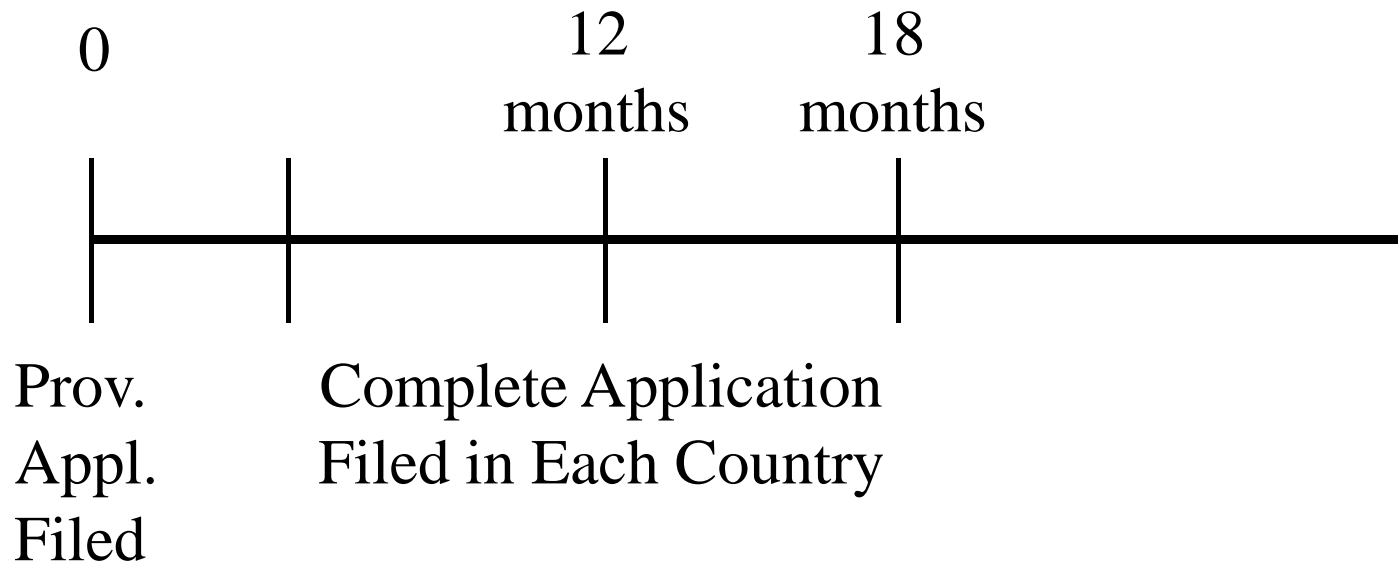 0
12
months
18
months
Prov.
Appl.
Filed
Complete Application
Filed in Each Country